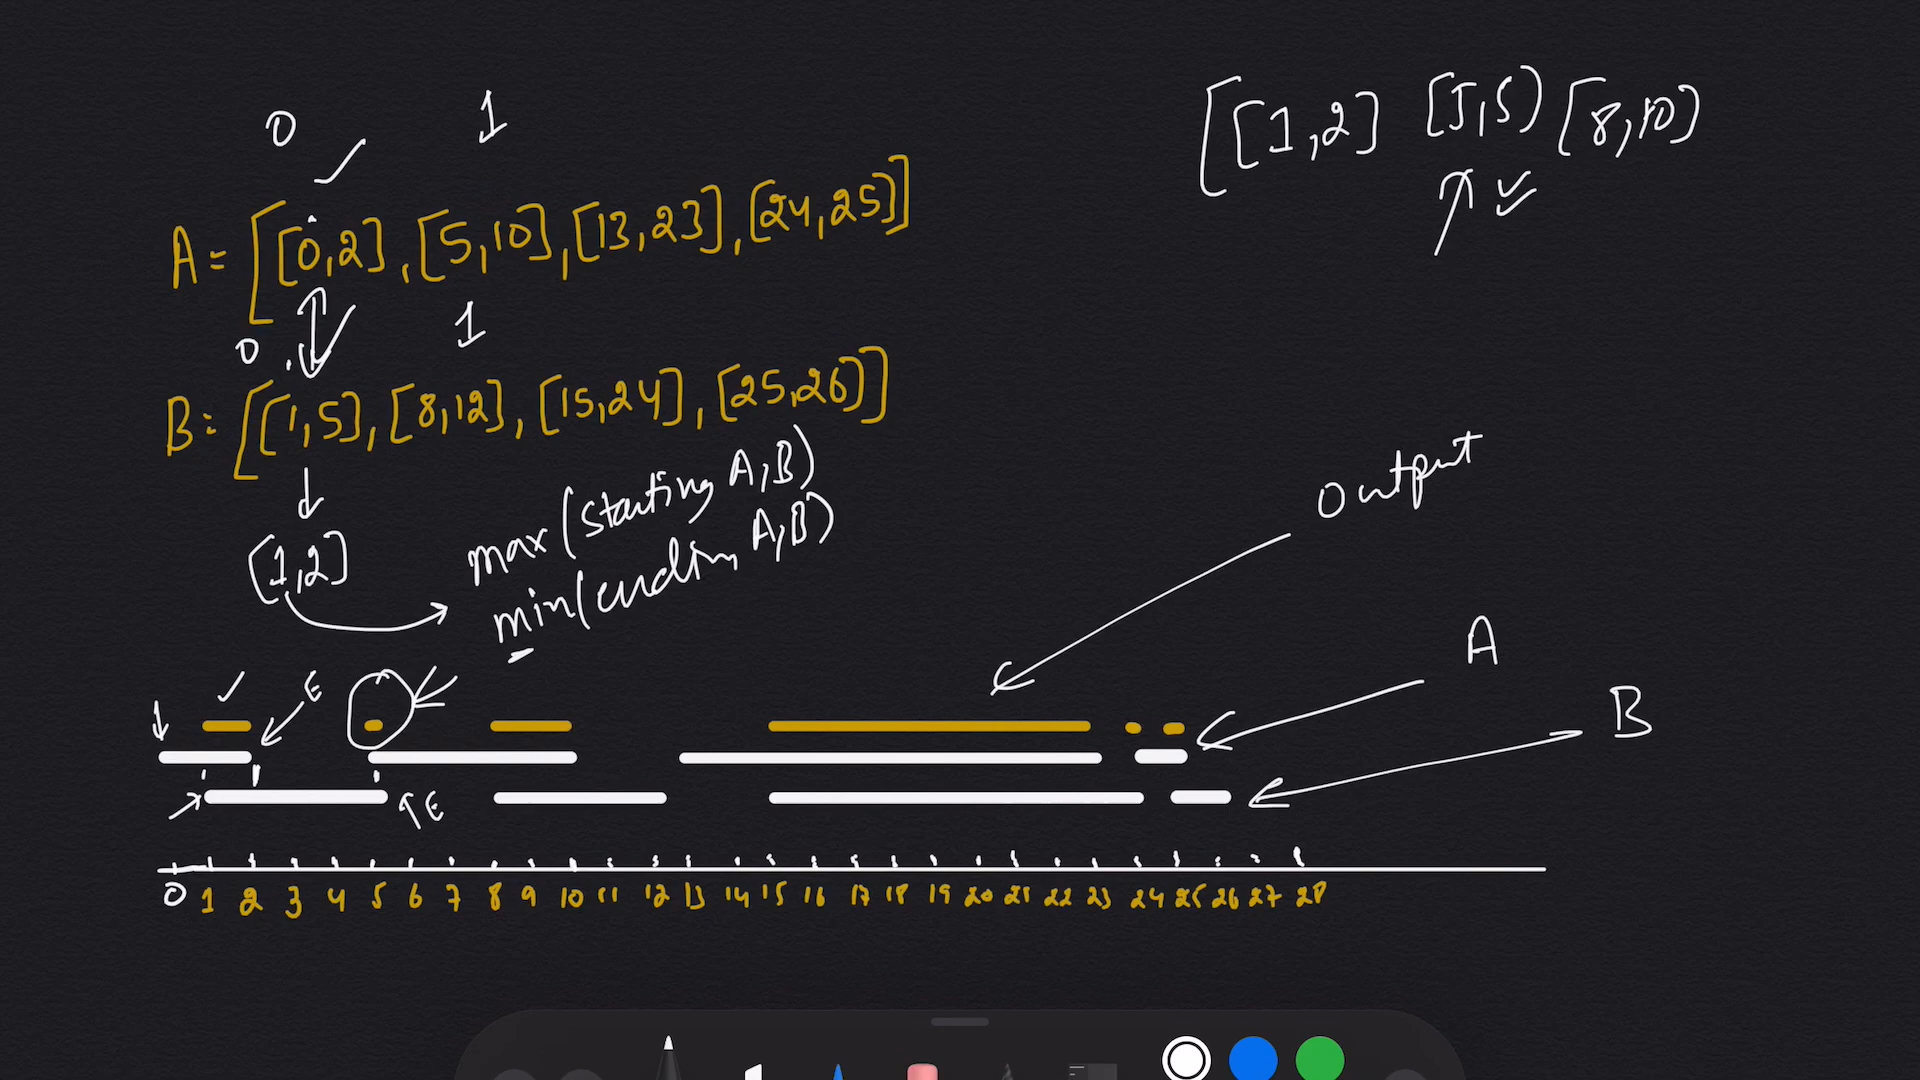 0 1
[[1,2] [5,5] [8,10]
A = [[0,2], [5,10], [13,23], [24,25]]
0 1
B = [[1,5], [8,12], [15,24], [25,26]]
[1,2]
max(starting A,B)
min(ending A,B)
Output
A
E
B
E
0 1 2 3 4 5 6 7 8 9 10 11 12 13 14 15 16 17 18 19 20 21 22 23 24 25 26 27 28